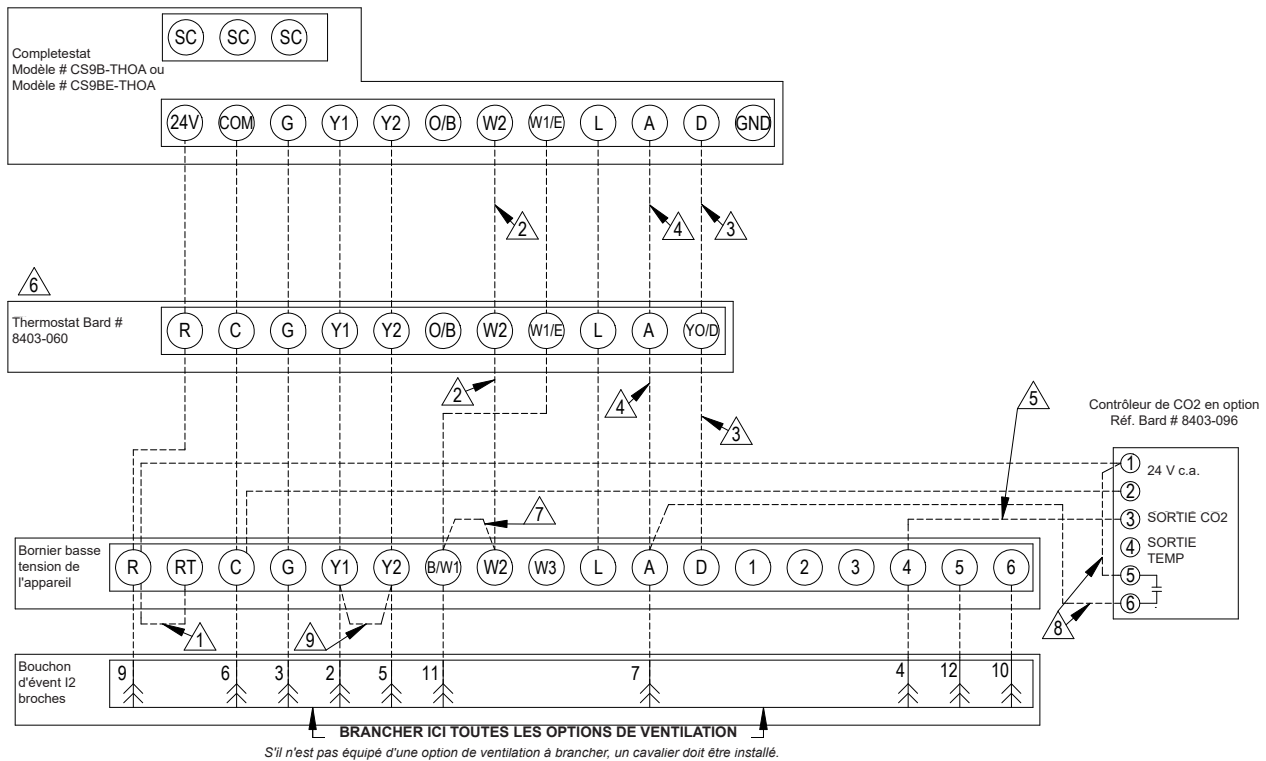 SC SC SC
Completestat
Modèle # CS9B-THOA ou
Modèle # CS9BE-THOA
24V COM G Y1 Y2 O/B W2 W1/E L A D GND
2 4 3
6
Thermostat Bard #
8403-060
R C G Y1 Y2 O/B W2 W1/E L A YO/D
2 4 3 5
Contrôleur de CO2 en option
Réf. Bard # 8403-096
1 24 V c.a.
2
3 SORTIE CO2
4 SORTIE
TEMP
5
6
7
8
Bornier basse
tension de
l'appareil
R RT C G Y1 Y2 B/W1 W2 W3 L A D 1 2 3 4 5 6
1 9
Bouchon
d'évent I2
broches
9 6 3 2 5 11 7 4 12 10
BRANCHER ICI TOUTES LES OPTIONS DE VENTILATION
S'il n'est pas équipé d'une option de ventilation à brancher, un cavalier doit être installé.